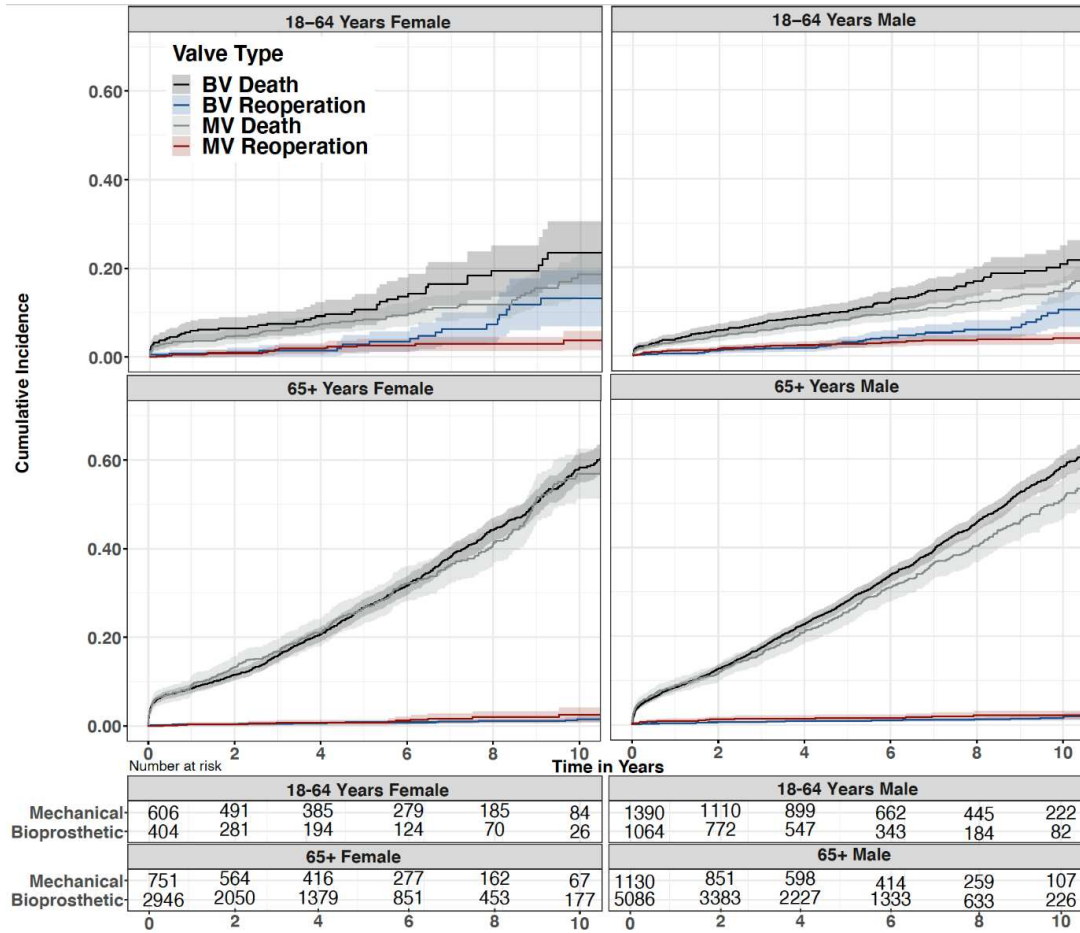 18–64 Years Female
18–64 Years Male
Valve Type
BV Death
BV Reoperation
MV Death
MV Reoperation
0.60
0.40
0.20
0.00
Cumulative Incidence
65+ Years Female
65+ Years Male
0.60
0.40
0.20
0.00
0 2 4 6 8 10
0 2 4 6 8 10
Number at risk
Time in Years
18-64 Years Female
18-64 Years Male
Mechanical 606 491 385 279 185 84 1390 1110 899 662 445 222
Bioprosthetic 404 281 194 124 70 26 1064 772 547 343 184 82
65+ Female
65+ Male
Mechanical 751 564 416 277 162 67 1130 851 598 414 259 107
Bioprosthetic 2946 2050 1379 851 453 177 5086 3383 2227 1333 633 226
0 2 4 6 8 10 0 2 4 6 8 10